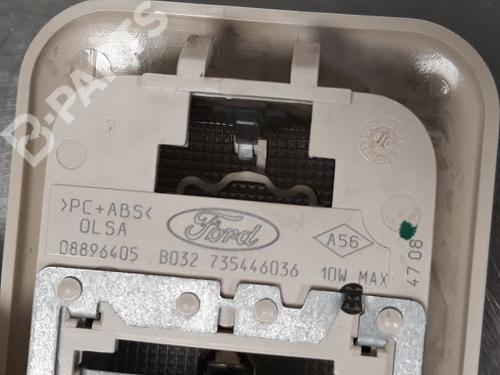 B-PARTS
>PC+ABS<
OLSA
Ford
A56
08896405 B032 735446036 10W MAX
47 08